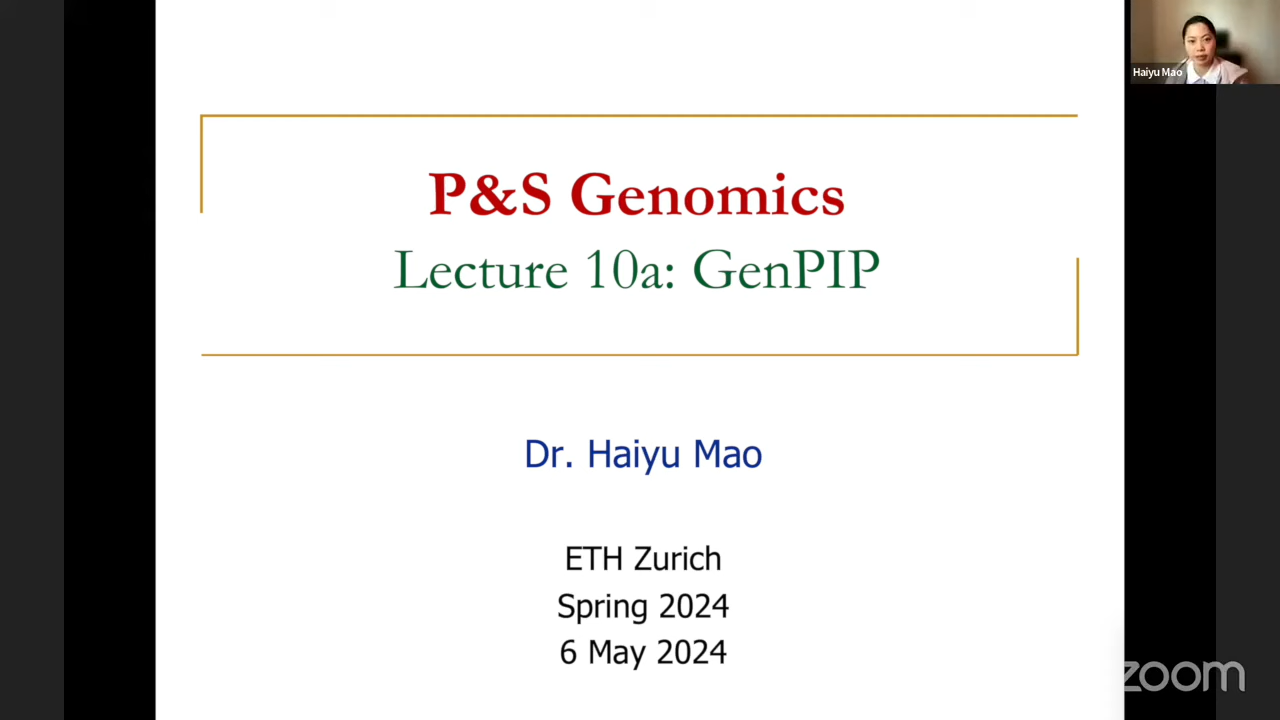 Haiyu Mao
P&S Genomics
Lecture 10a: GenPIP
Dr. Haiyu Mao
ETH Zurich
Spring 2024
6 May 2024
zoom